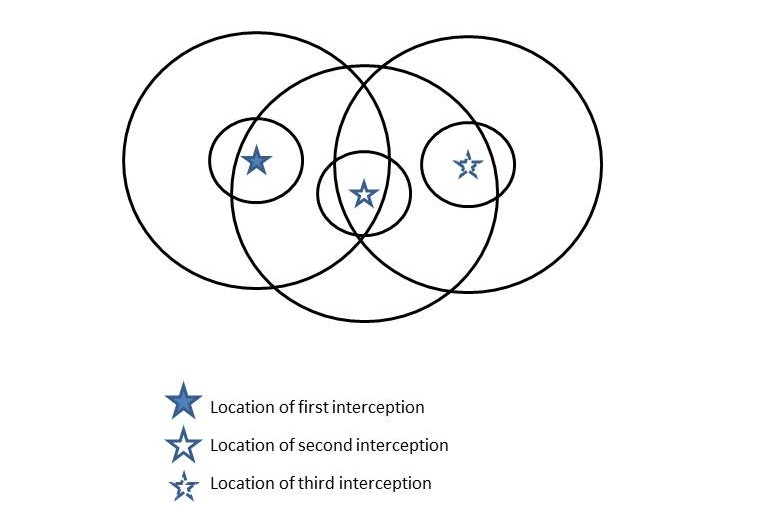 Location of first interception
Location of second interception
Location of third interception